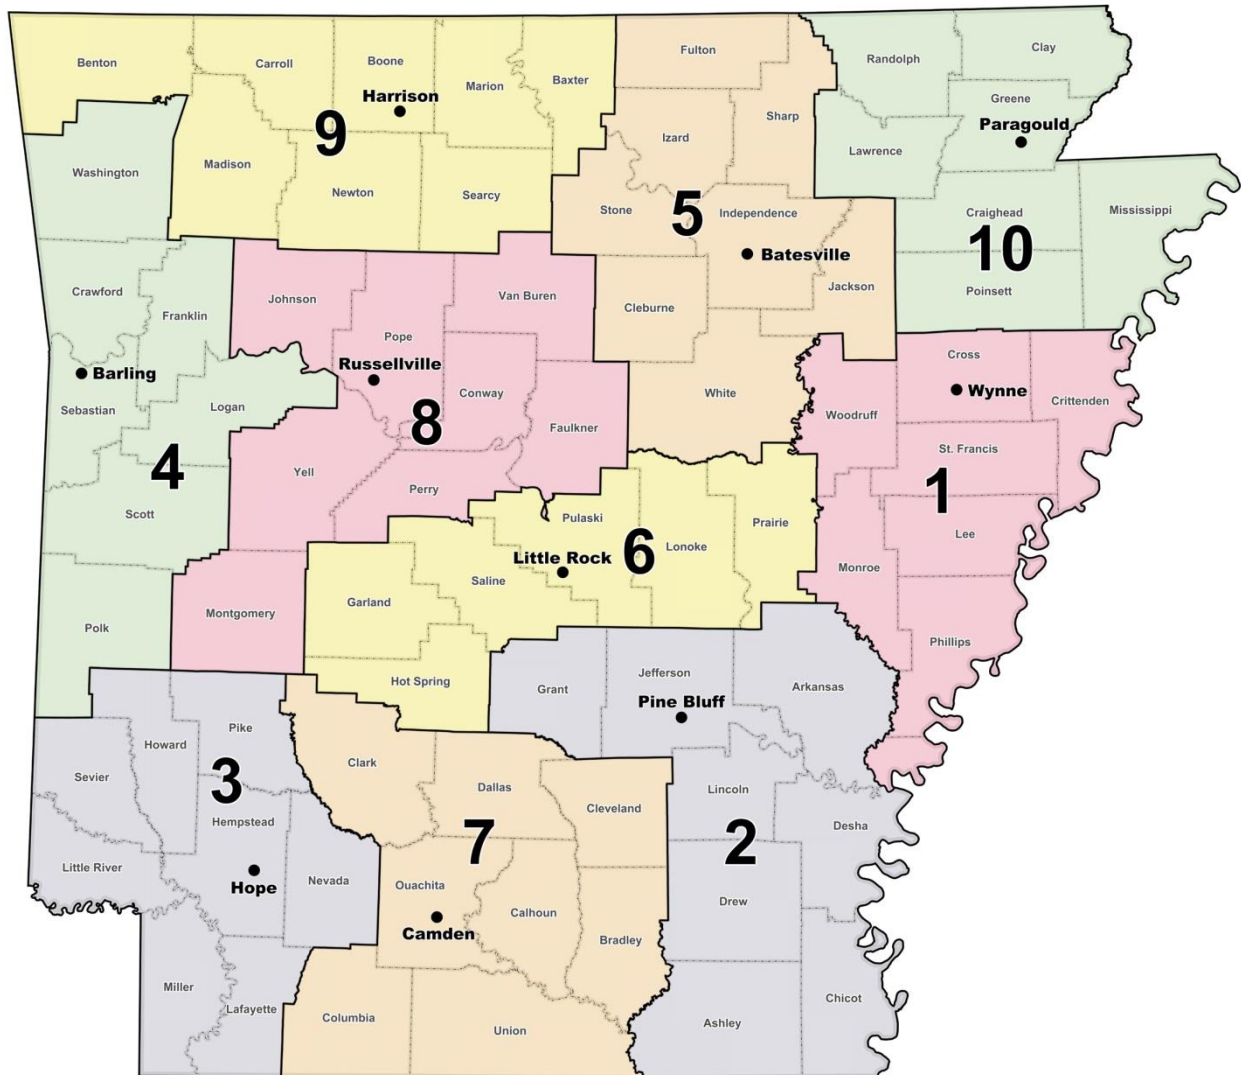 Benton
Carroll
Boone
Marion
Baxter
Harrison
9
Washington
Madison
Newton
Searcy
Fulton
Izard
Sharp
Stone
5
Independence
Batesville
Cleburne
Jackson
White
Randolph
Clay
Greene
Paragould
Lawrence
Craighead
Mississippi
10
Poinsett
Crawford
Franklin
Barling
Sebastian
Logan
4
Scott
Polk
Johnson
Pope
Van Buren
Russellville
Conway
8
Faulkner
Yell
Perry
Montgomery
Cross
Wynne
Crittenden
Woodruff
St. Francis
1
Lee
Monroe
Phillips
Pulaski
Prairie
Little Rock
6
Lonoke
Saline
Garland
Hot Spring
Grant
Jefferson
Arkansas
Pine Bluff
Lincoln
Desha
2
Drew
Chicot
Ashley
Pike
Howard
Sevier
3
Hempstead
Little River
Hope
Nevada
Miller
Lafayette
Clark
Dallas
Cleveland
7
Ouachita
Calhoun
Camden
Bradley
Columbia
Union